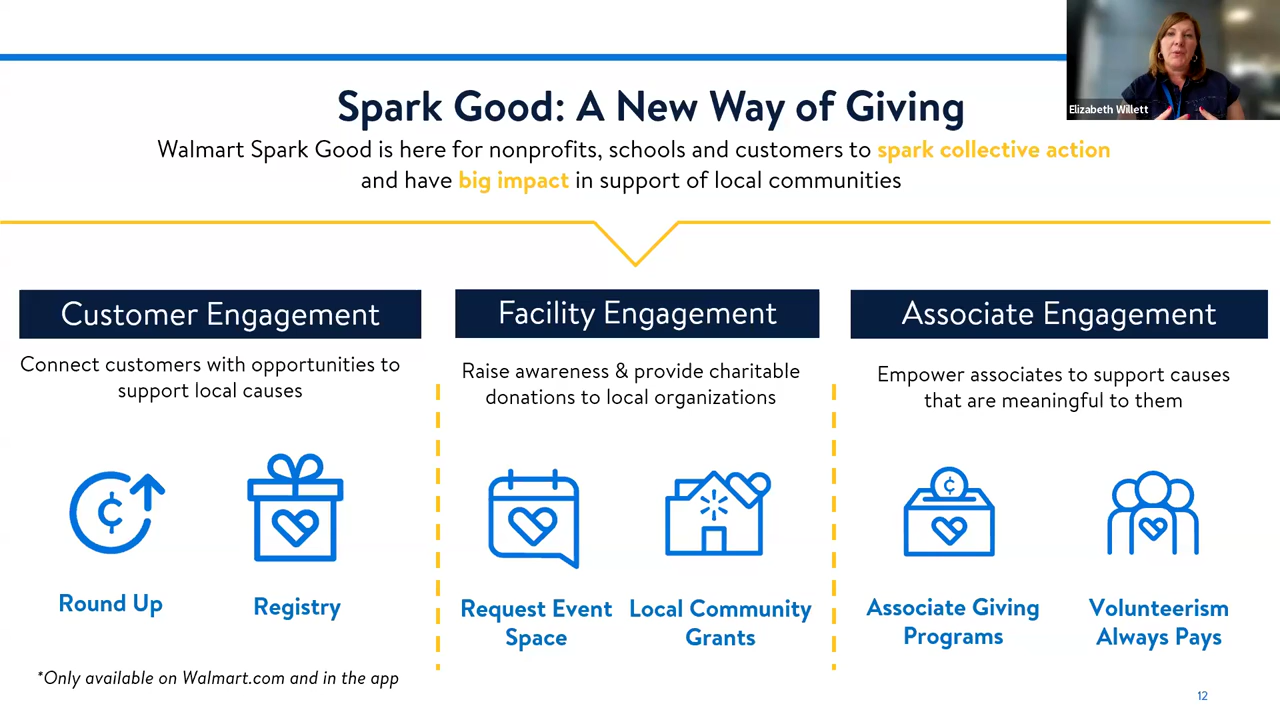 Elizabeth Willett
Spark Good: A New Way of Giving
Walmart Spark Good is here for nonprofits, schools and customers to spark collective action
and have big impact in support of local communities
Customer Engagement
Connect customers with opportunities to
support local causes
¢
Round Up
Registry
*Only available on Walmart.com and in the app
Facility Engagement
Raise awareness & provide charitable
donations to local organizations
Request Event
Space
Local Community
Grants
Associate Engagement
Empower associates to support causes
that are meaningful to them
¢
Associate Giving
Programs
Volunteerism
Always Pays
12